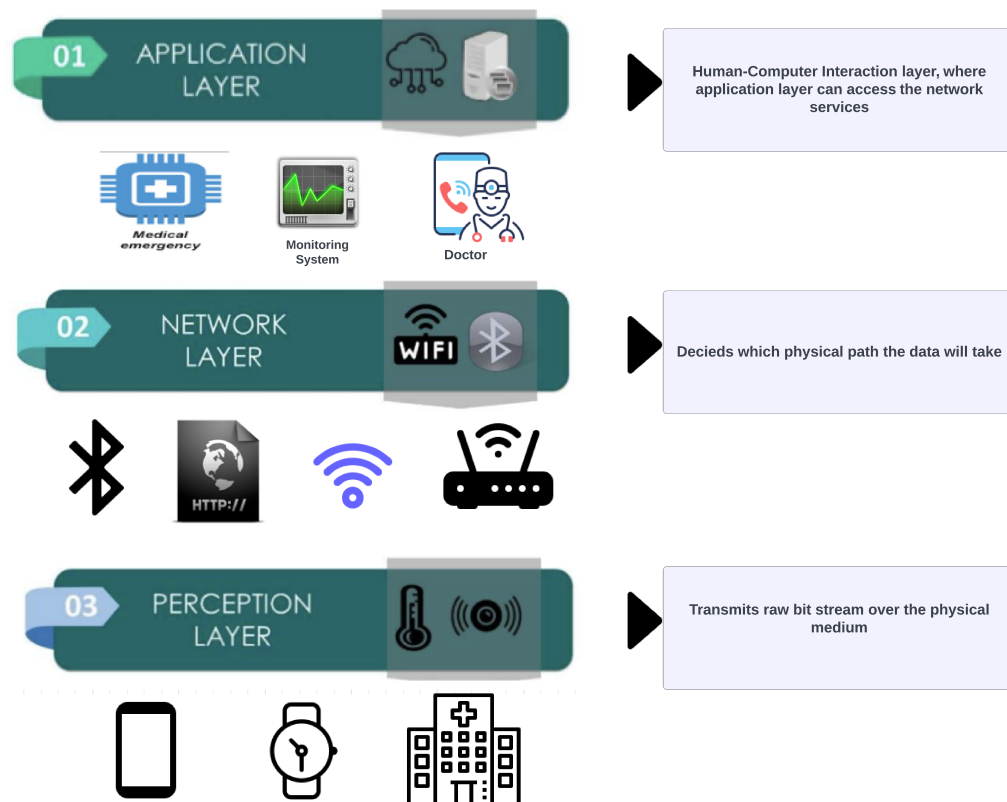 01
APPLICATION
LAYER
Human-Computer Interaction layer, where
application layer can access the network
services
Medical
emergency
Monitoring
System
Doctor
02
NETWORK
LAYER
WIFI
Decieds which physical path the data will take
HTTP://
03
PERCEPTION
LAYER
Transmits raw bit stream over the physical
medium